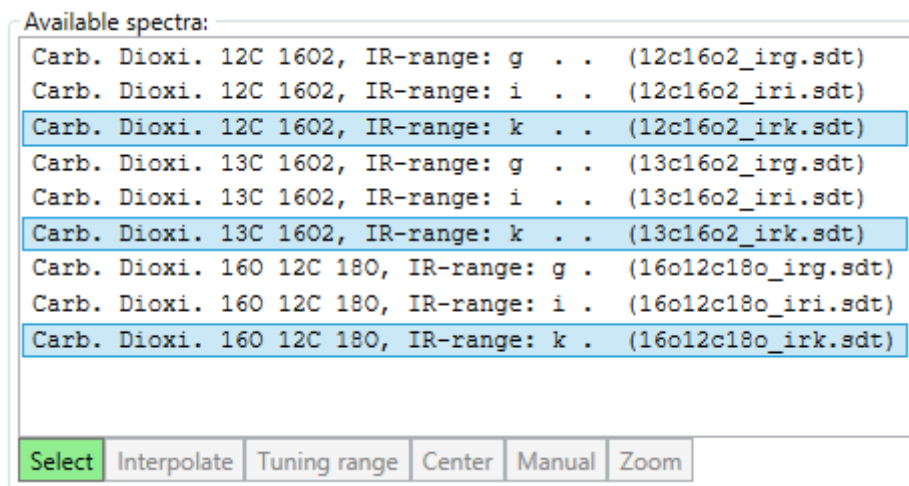 Available spectra:
Carb. Dioxi. 12C 16O2, IR-range: g . . (12c16o2_irg.sdt)
Carb. Dioxi. 12C 16O2, IR-range: i . . (12c16o2_iri.sdt)
Carb. Dioxi. 12C 16O2, IR-range: k . . (12c16o2_irk.sdt)
Carb. Dioxi. 13C 16O2, IR-range: g . . (13c16o2_irg.sdt)
Carb. Dioxi. 13C 16O2, IR-range: i . . (13c16o2_iri.sdt)
Carb. Dioxi. 13C 16O2, IR-range: k . . (13c16o2_irk.sdt)
Carb. Dioxi. 16O 12C 18O, IR-range: g . (16o12c18o_irg.sdt)
Carb. Dioxi. 16O 12C 18O, IR-range: i . (16o12c18o_iri.sdt)
Carb. Dioxi. 16O 12C 18O, IR-range: k . (16o12c18o_irk.sdt)
Select Interpolate Tuning range Center Manual Zoom